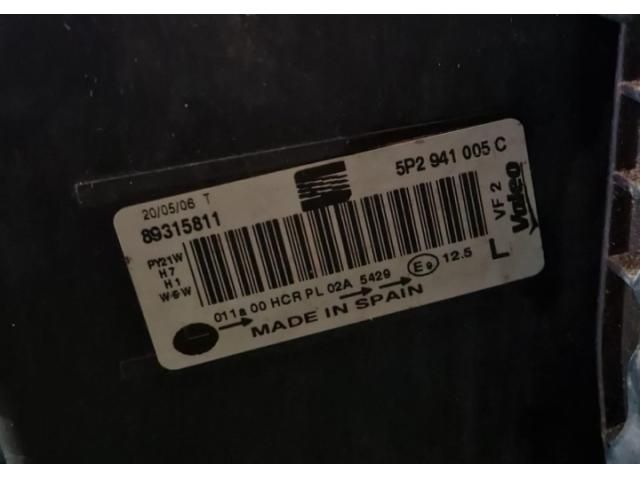 20/05/06 T
5P2 941 005 C
89315811
PY21W
H7
H1
W5W
VF 2
Valeo
L
011a 00 HCR PL 02A 5429 E9 12.5
MADE IN SPAIN